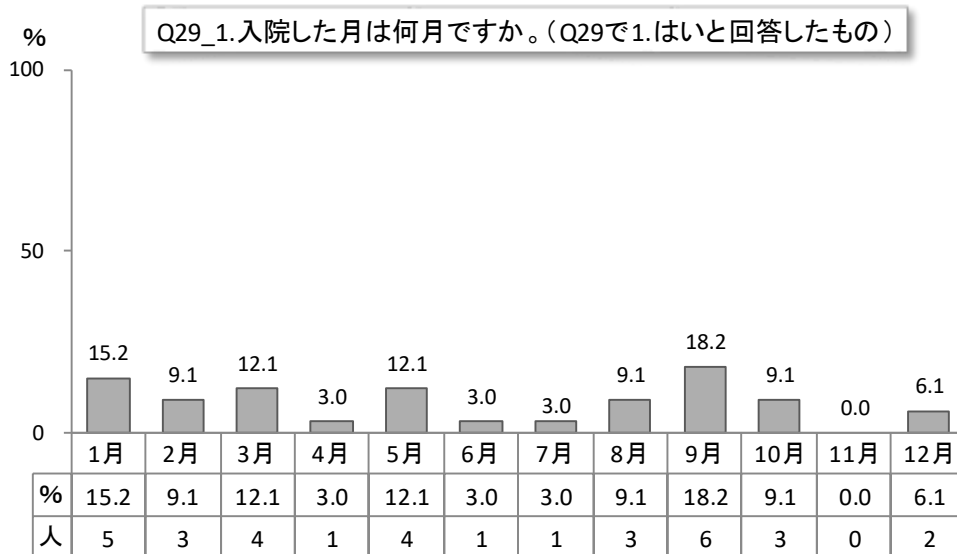 Q29_1.入院した月は何月ですか。（Q29で1.はいと回答したもの）
%
100
50
0
15.2 9.1 12.1 3.0 12.1 3.0 3.0 9.1 18.2 9.1 0.0 6.1
1月 2月 3月 4月 5月 6月 7月 8月 9月 10月 11月 12月
% 15.2 9.1 12.1 3.0 12.1 3.0 3.0 9.1 18.2 9.1 0.0 6.1
人 5 3 4 1 4 1 1 3 6 3 0 2